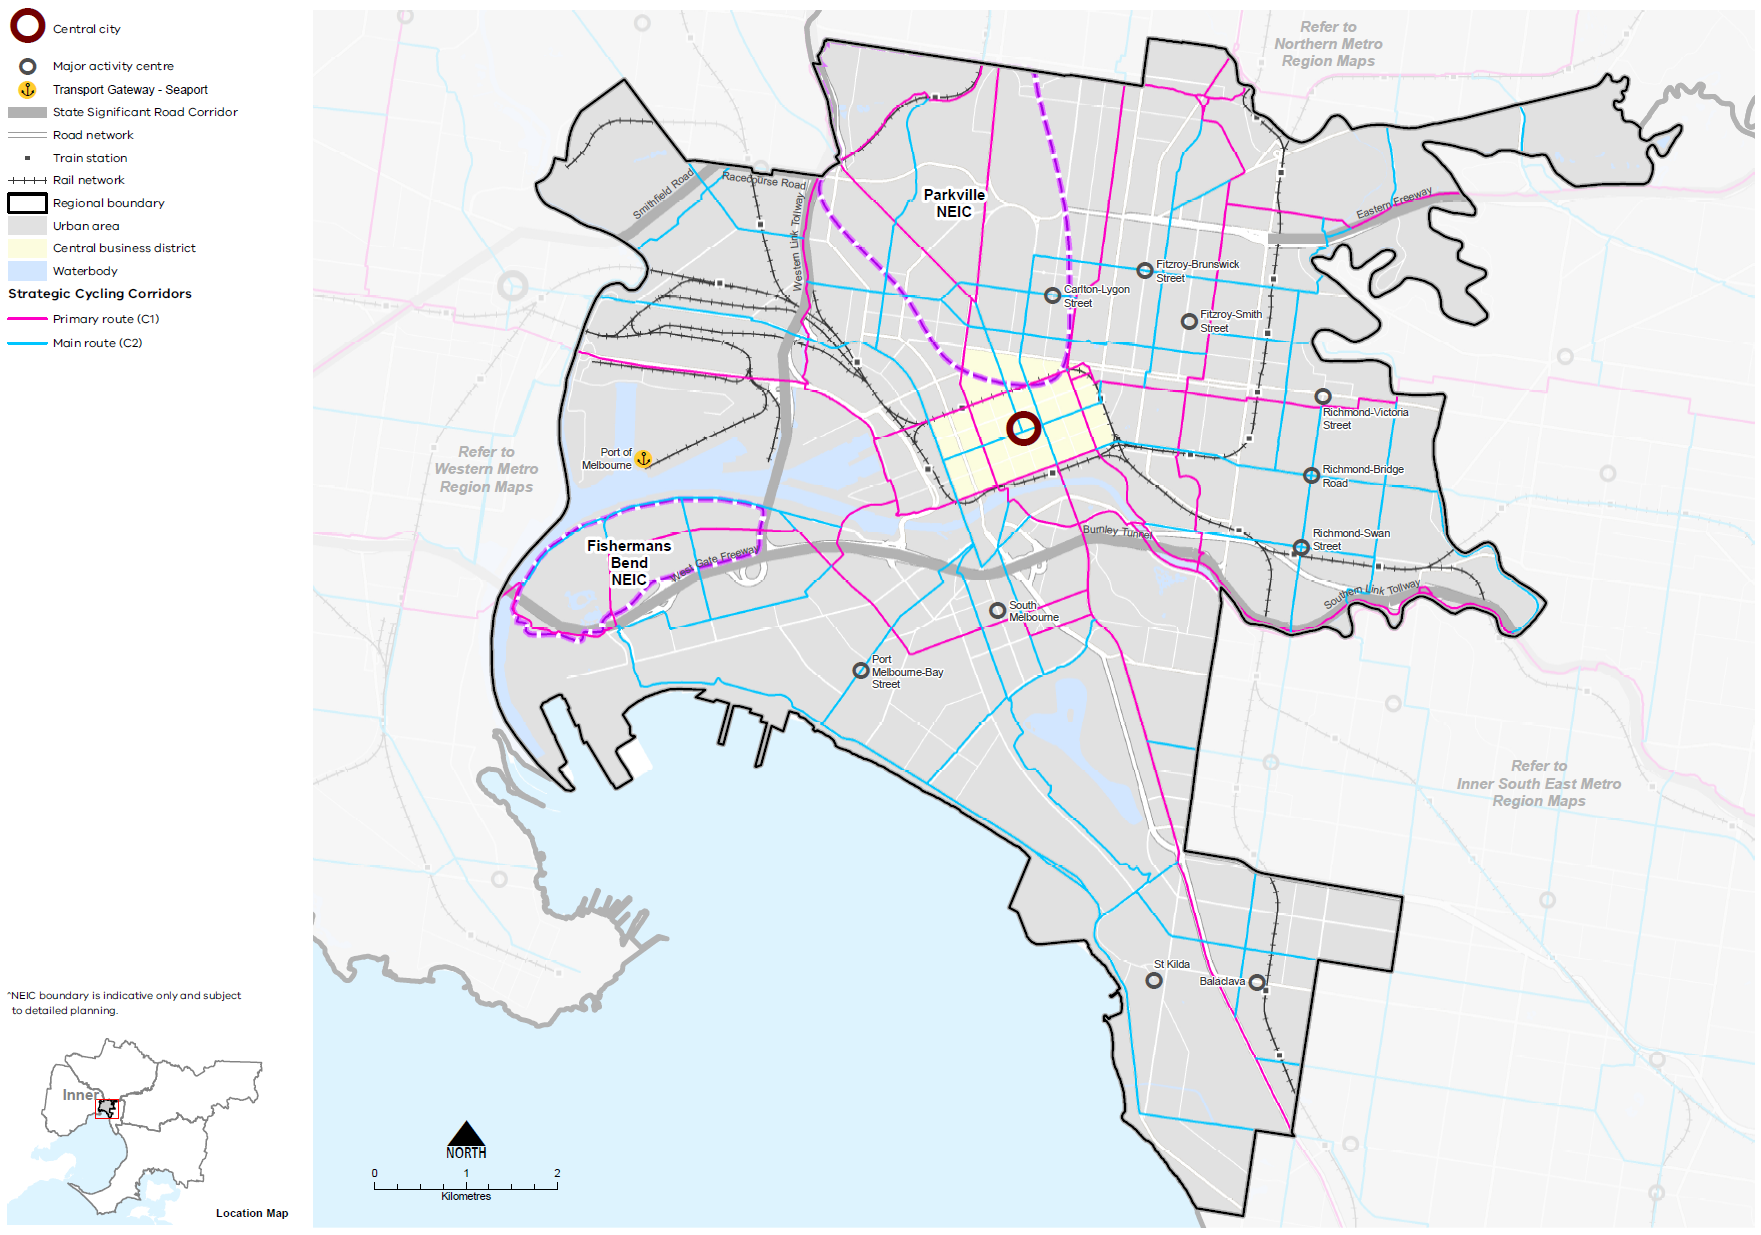 Central city
Major activity centre
Transport Gateway - Seaport
State Significant Road Corridor
Road network
Train station
Rail network
Regional boundary
Urban area
Central business district
Waterbody
Strategic Cycling Corridors
Primary route (C1)
Main route (C2)
^NEIC boundary is indicative only and subject
to detailed planning.
Inner
Location Map
Refer to
Northern Metro
Region Maps
Smithfield Road
Racecourse Road
Western Link Tollway
Parkville
NEIC
Eastern Freeway
Fitzroy-Brunswick
Street
Carlton-Lygon
Street
Fitzroy-Smith
Street
Richmond-Victoria
Street
Refer to
Western Metro
Region Maps
Port of
Melbourne
Richmond-Bridge
Road
Fishermans
Bend
NEIC
West Gate Freeway
Burnley Tunnel
Richmond-Swan
Street
Southern Link Tollway
South
Melbourne
Port
Melbourne-Bay
Street
Refer to
Inner South East Metro
Region Maps
St Kilda
Balaclava
NORTH
0 1 2
Kilometres